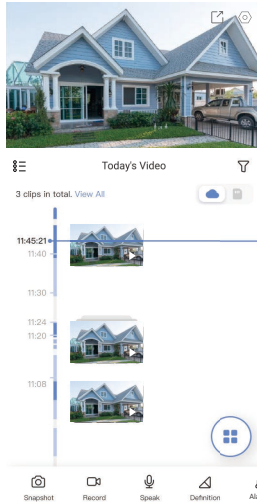 Today's Video
3 clips in total. View All
11:45:21
11:40
11:30
11:24
11:20
11:08
Snapshot
Record
Speak
Definition